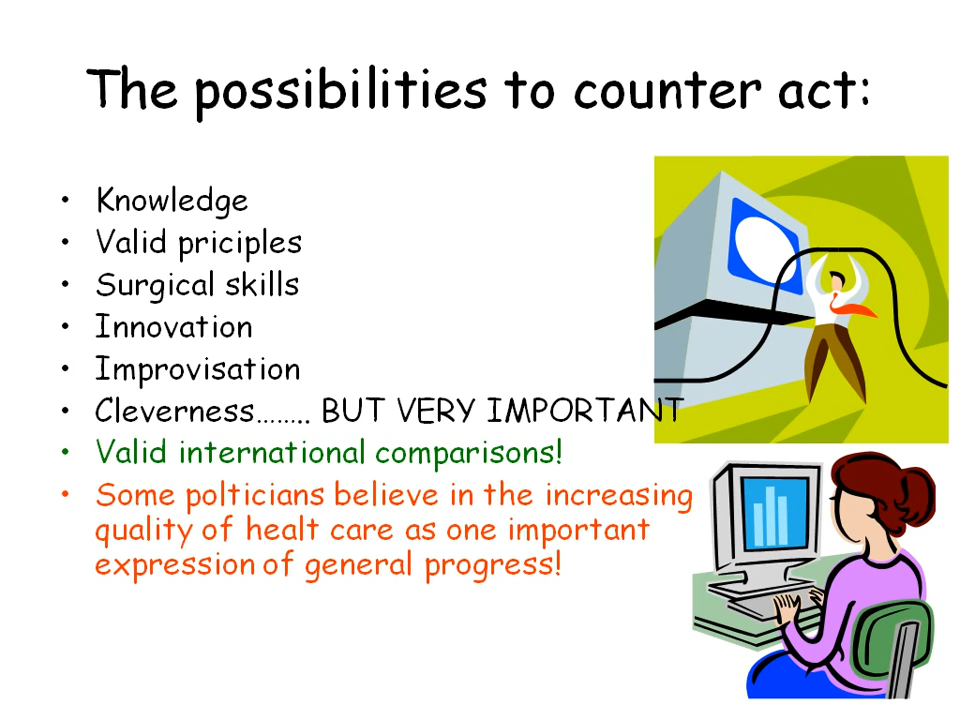 The possibilities to counter act:
• Knowledge
• Valid priciples
• Surgical skills
• Innovation
• Improvisation
• Cleverness…….. BUT VERY IMPORTANT
• Valid international comparisons!
• Some polticians believe in the increasing
quality of healt care as one important
expression of general progress!